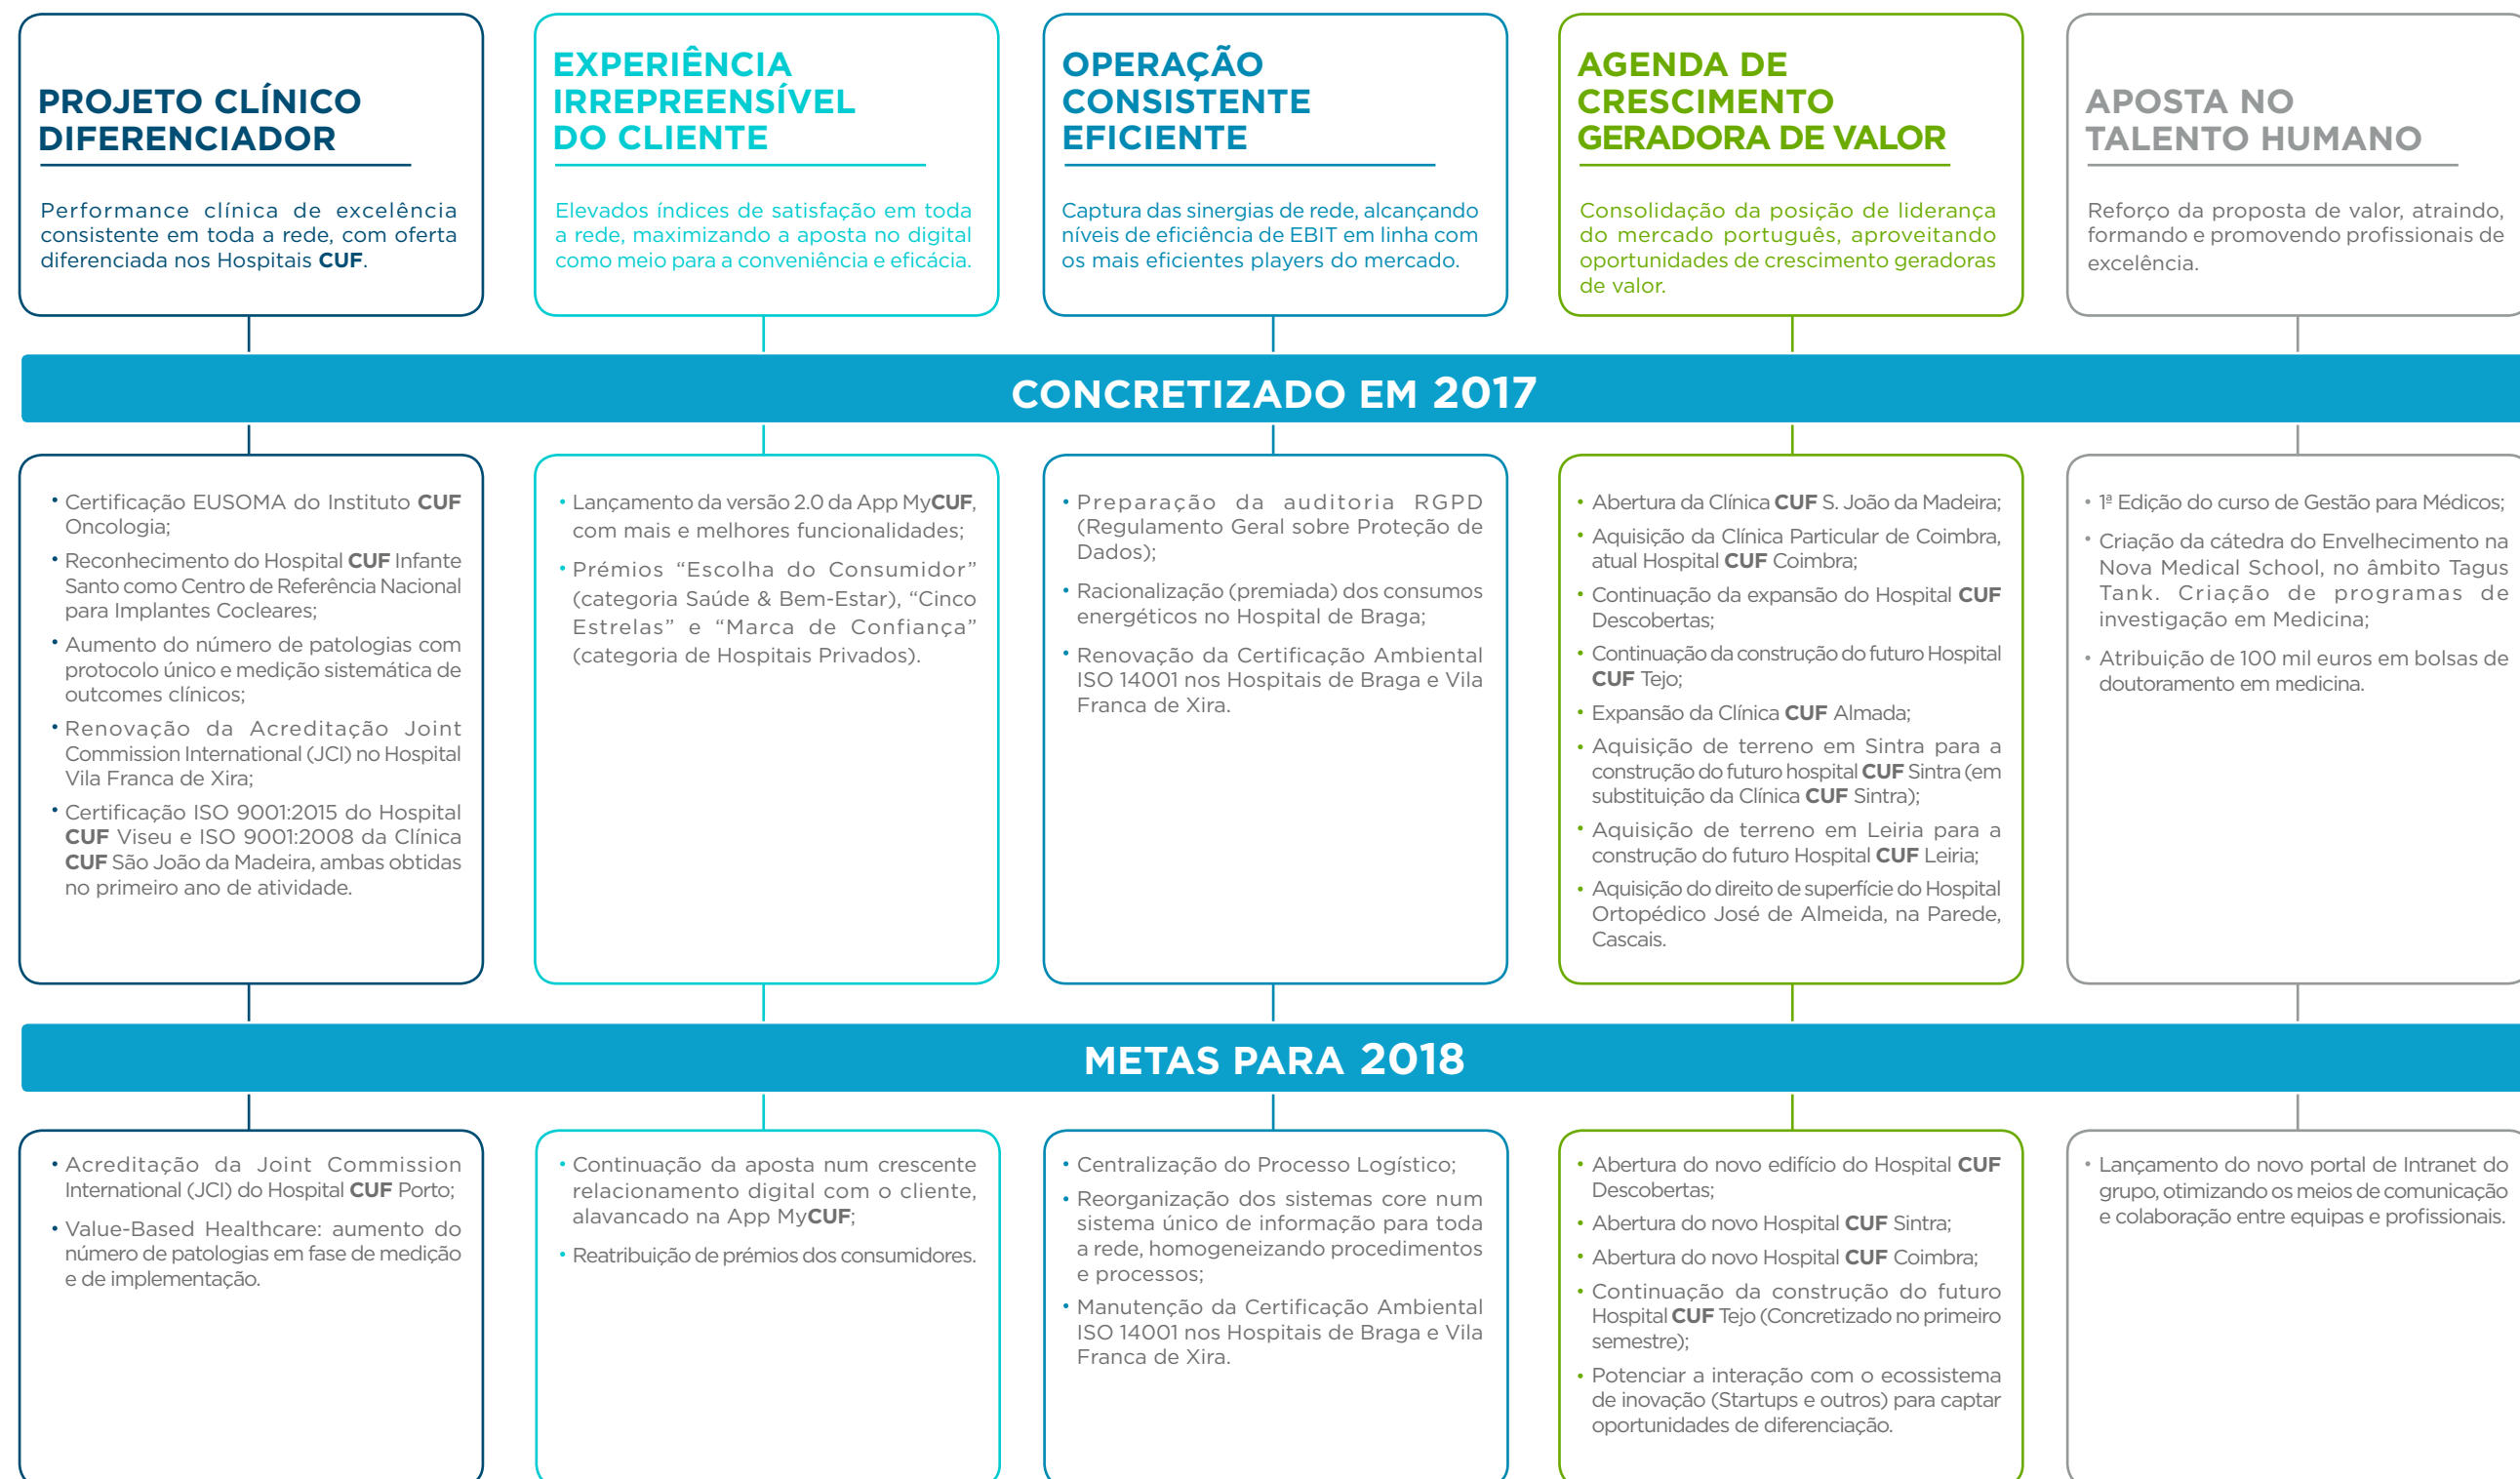 PROJETO CLÍNICO
DIFERENCIADOR
Performance clínica de excelência
consistente em toda a rede, com oferta
diferenciada nos Hospitais CUF.
EXPERIÊNCIA
IRREPREENSÍVEL
DO CLIENTE
Elevados índices de satisfação em toda
a rede, maximizando a aposta no digital
como meio para a conveniência e eficácia.
OPERAÇÃO
CONSISTENTE
EFICIENTE
Captura das sinergias de rede, alcançando
níveis de eficiência de EBIT em linha com
os mais eficientes players do mercado.
AGENDA DE
CRESCIMENTO
GERADORA DE VALOR
Consolidação da posição de liderança
do mercado português, aproveitando
oportunidades de crescimento geradoras
de valor.
APOSTA NO
TALENTO HUMANO
Reforço da proposta de valor, atraindo,
formando e promovendo profissionais de
excelência.
CONCRETIZADO EM 2017
• Certificação EUSOMA do Instituto CUF
Oncologia;
• Reconhecimento do Hospital CUF Infante
Santo como Centro de Referência Nacional
para Implantes Cocleares;
• Aumento do número de patologias com
protocolo único e medição sistemática de
outcomes clínicos;
• Renovação da Acreditação Joint
Commission International (JCI) no Hospital
Vila Franca de Xira;
• Certificação ISO 9001:2015 do Hospital
CUF Viseu e ISO 9001:2008 da Clínica
CUF São João da Madeira, ambas obtidas
no primeiro ano de atividade.
• Lançamento da versão 2.0 da App MyCUF,
com mais e melhores funcionalidades;
• Prémios “Escolha do Consumidor”
(categoria Saúde & Bem-Estar), “Cinco
Estrelas” e “Marca de Confiança”
(categoria de Hospitais Privados).
• Preparação da auditoria RGPD
(Regulamento Geral sobre Proteção de
Dados);
• Racionalização (premiada) dos consumos
energéticos no Hospital de Braga;
• Renovação da Certificação Ambiental
ISO 14001 nos Hospitais de Braga e Vila
Franca de Xira.
• Abertura da Clínica CUF S. João da Madeira;
• Aquisição da Clínica Particular de Coimbra,
atual Hospital CUF Coimbra;
• Continuação da expansão do Hospital CUF
Descobertas;
• Continuação da construção do futuro Hospital
CUF Tejo;
• Expansão da Clínica CUF Almada;
• Aquisição de terreno em Sintra para a
construção do futuro hospital CUF Sintra (em
substituição da Clínica CUF Sintra);
• Aquisição de terreno em Leiria para a
construção do futuro Hospital CUF Leiria;
• Aquisição do direito de superfície do Hospital
Ortopédico José de Almeida, na Parede,
Cascais.
• 1ª Edição do curso de Gestão para Médicos;
• Criação da cátedra do Envelhecimento na
Nova Medical School, no âmbito Tagus
Tank. Criação de programas de
investigação em Medicina;
• Atribuição de 100 mil euros em bolsas de
doutoramento em medicina.
METAS PARA 2018
• Acreditação da Joint Commission
International (JCI) do Hospital CUF Porto;
• Value-Based Healthcare: aumento do
número de patologias em fase de medição
e de implementação.
• Continuação da aposta num crescente
relacionamento digital com o cliente,
alavancado na App MyCUF;
• Reatribuição de prémios dos consumidores.
• Centralização do Processo Logístico;
• Reorganização dos sistemas core num
sistema único de informação para toda
a rede, homogeneizando procedimentos
e processos;
• Manutenção da Certificação Ambiental
ISO 14001 nos Hospitais de Braga e Vila
Franca de Xira.
• Abertura do novo edifício do Hospital CUF
Descobertas;
• Abertura do novo Hospital CUF Sintra;
• Abertura do novo Hospital CUF Coimbra;
• Continuação da construção do futuro
Hospital CUF Tejo (Concretizado no primeiro
semestre);
• Potenciar a interação com o ecossistema
de inovação (Startups e outros) para captar
oportunidades de diferenciação.
• Lançamento do novo portal de Intranet do
grupo, otimizando os meios de comunicação
e colaboração entre equipas e profissionais.